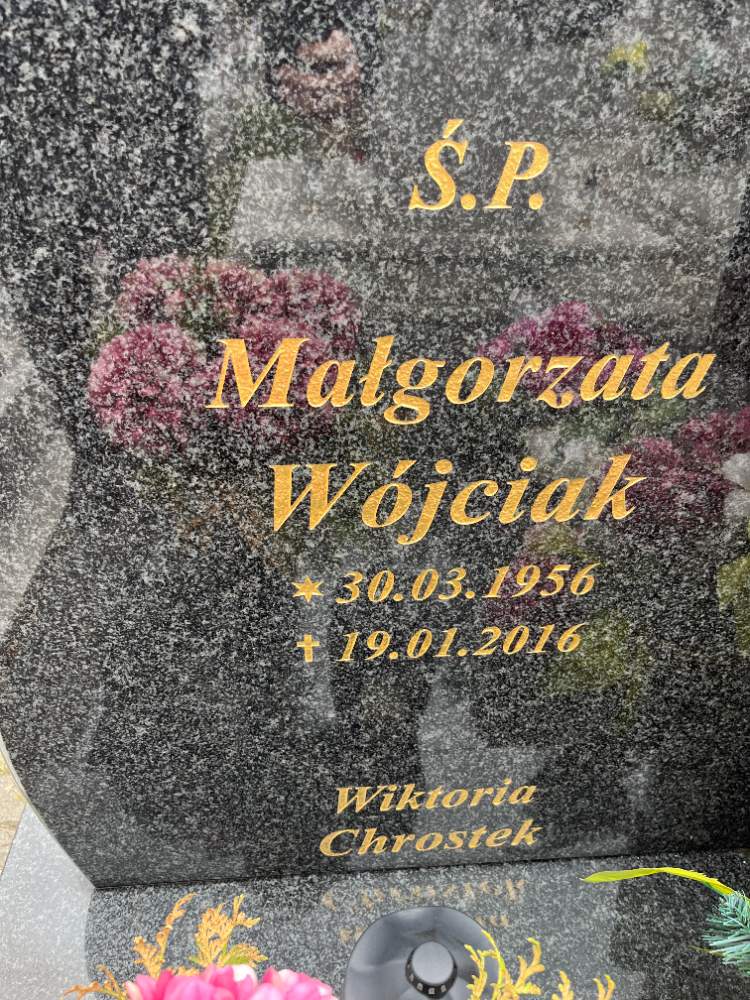 Ś.P.
Małgorzata
Wójciak
✶ 30.03.1956
✝ 19.01.2016
Wiktoria
Chrostek